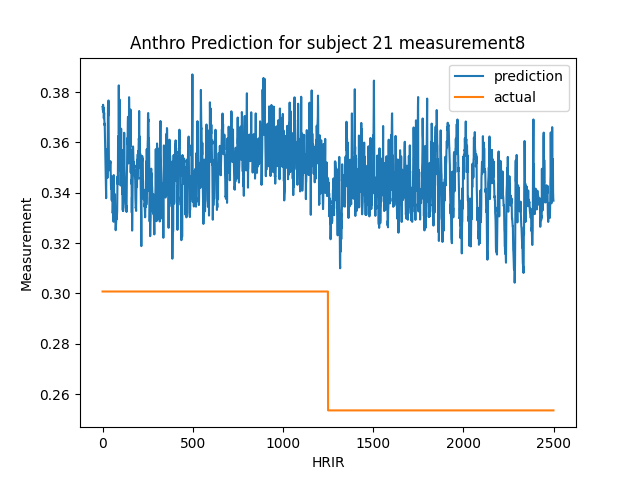 Anthro Prediction for subject 21 measurement8
prediction
actual
Measurement
0.38
0.36
0.34
0.32
0.30
0.28
0.26
0
500
1000
1500
2000
2500
HRIR